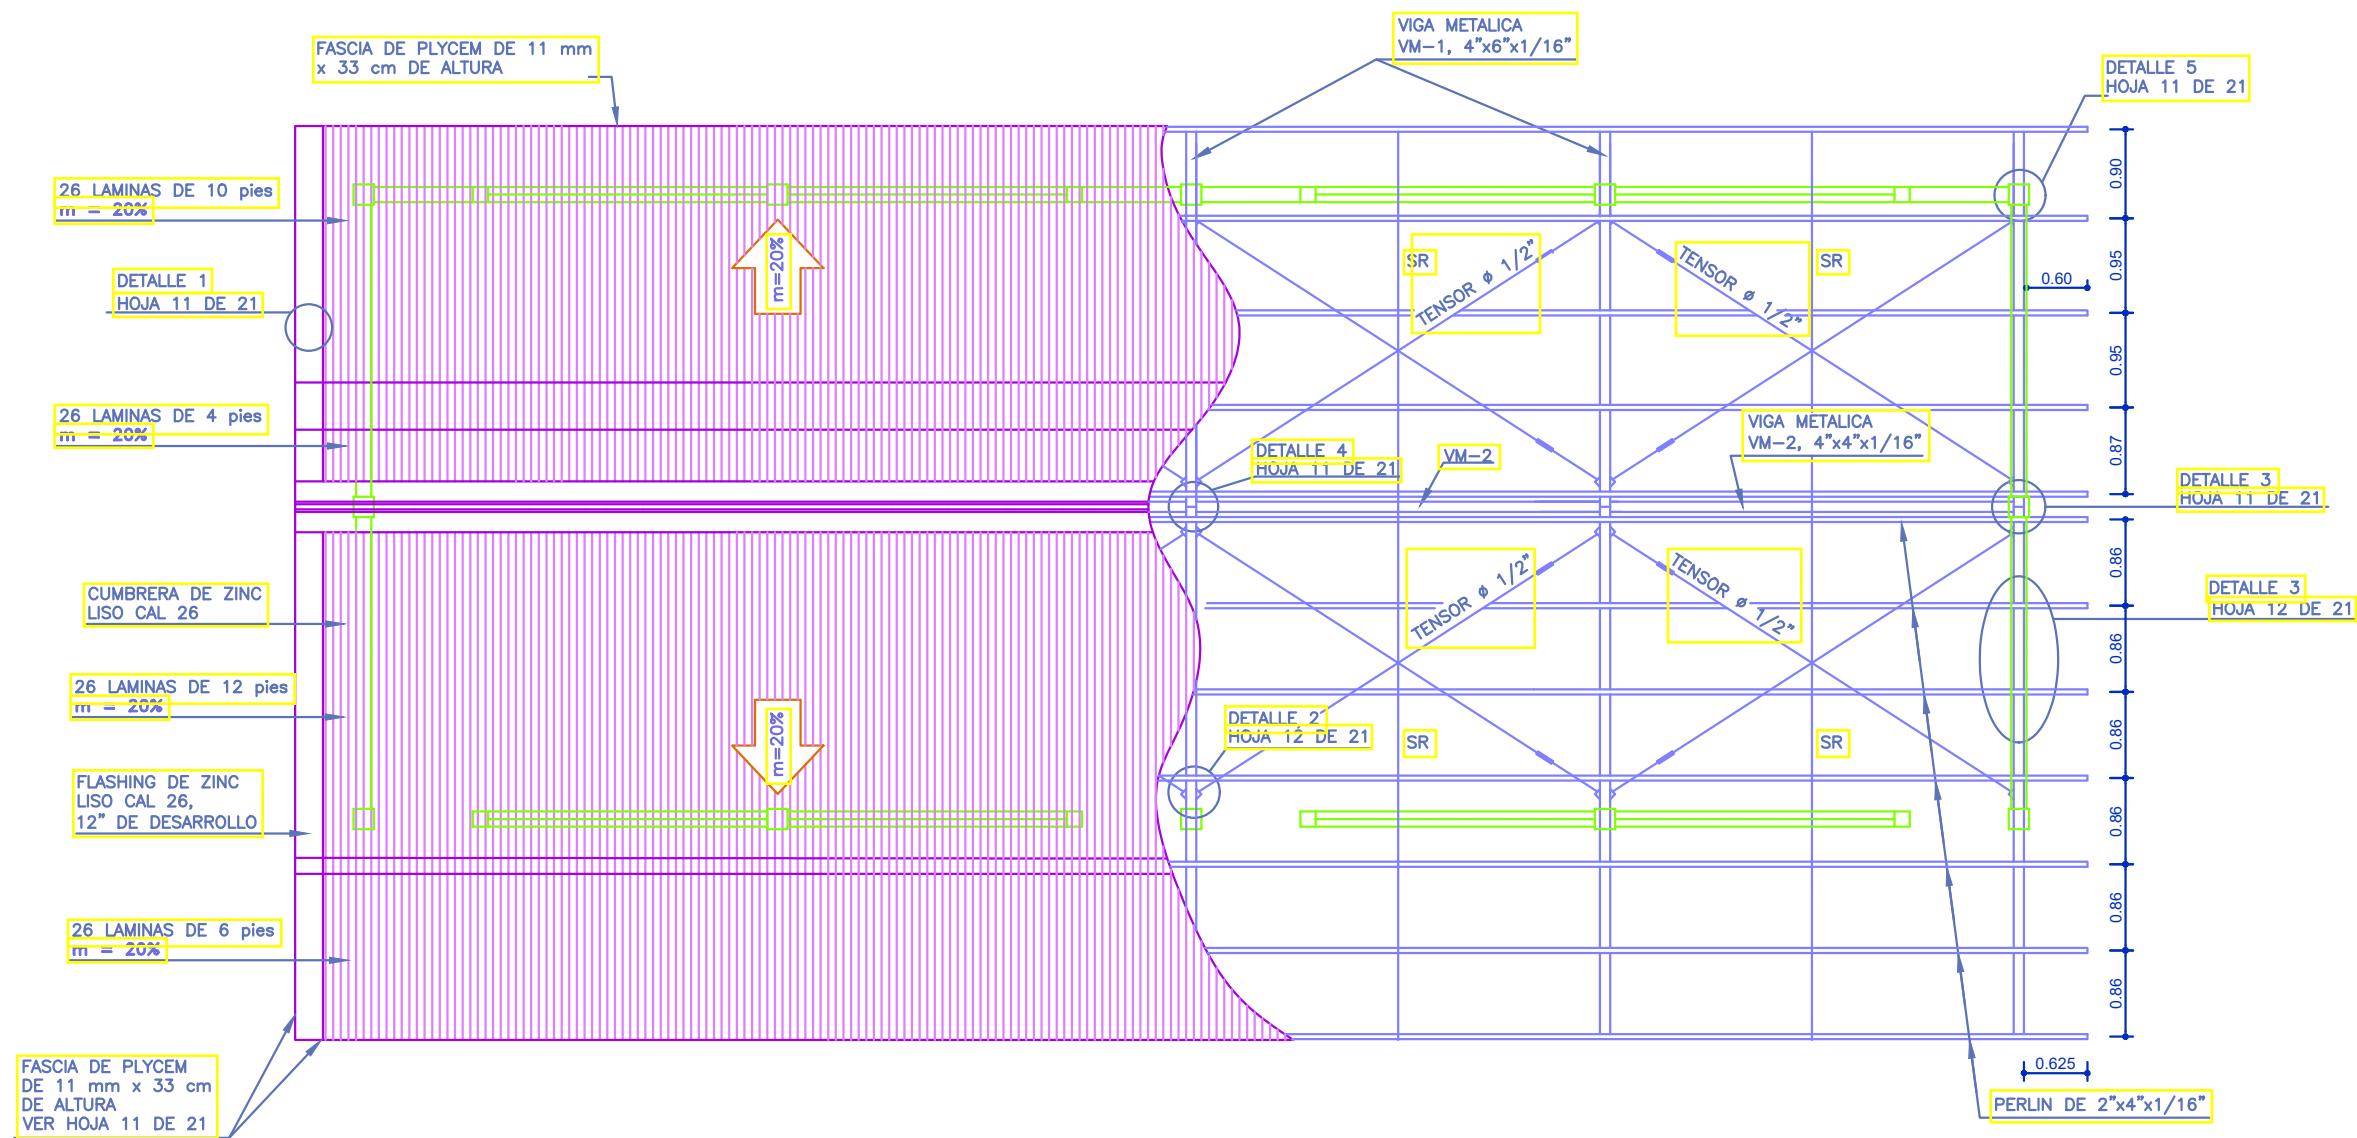 VIGA METALICA
VM-1, 4"x6"x1/16"
FASCIA DE PLYCEM DE 11 mm
x 33 cm DE ALTURA
DETALLE 5
HOJA 11 DE 21
26 LAMINAS DE 10 pies
m = 20%
DETALLE 1
HOJA 11 DE 21
m=20%
SR
TENSOR ø 1/2"
TENSOR ø 1/2"
SR
0.90
0.95
0.60
0.95
0.87
26 LAMINAS DE 4 pies
m = 20%
DETALLE 4
HOJA 11 DE 21
VM-2
VIGA METALICA
VM-2, 4"x4"x1/16"
DETALLE 3
HOJA 11 DE 21
CUMBRERA DE ZINC
LISO CAL 26
TENSOR ø 1/2"
TENSOR ø 1/2"
0.86
DETALLE 3
HOJA 12 DE 21
0.86
26 LAMINAS DE 12 pies
m = 20%
m=20%
DETALLE 2
HOJA 12 DE 21
SR
SR
0.86
FLASHING DE ZINC
LISO CAL 26,
12" DE DESARROLLO
0.86
26 LAMINAS DE 6 pies
m = 20%
0.86
0.86
FASCIA DE PLYCEM
DE 11 mm x 33 cm
DE ALTURA
VER HOJA 11 DE 21
0.625
PERLIN DE 2"x4"x1/16"